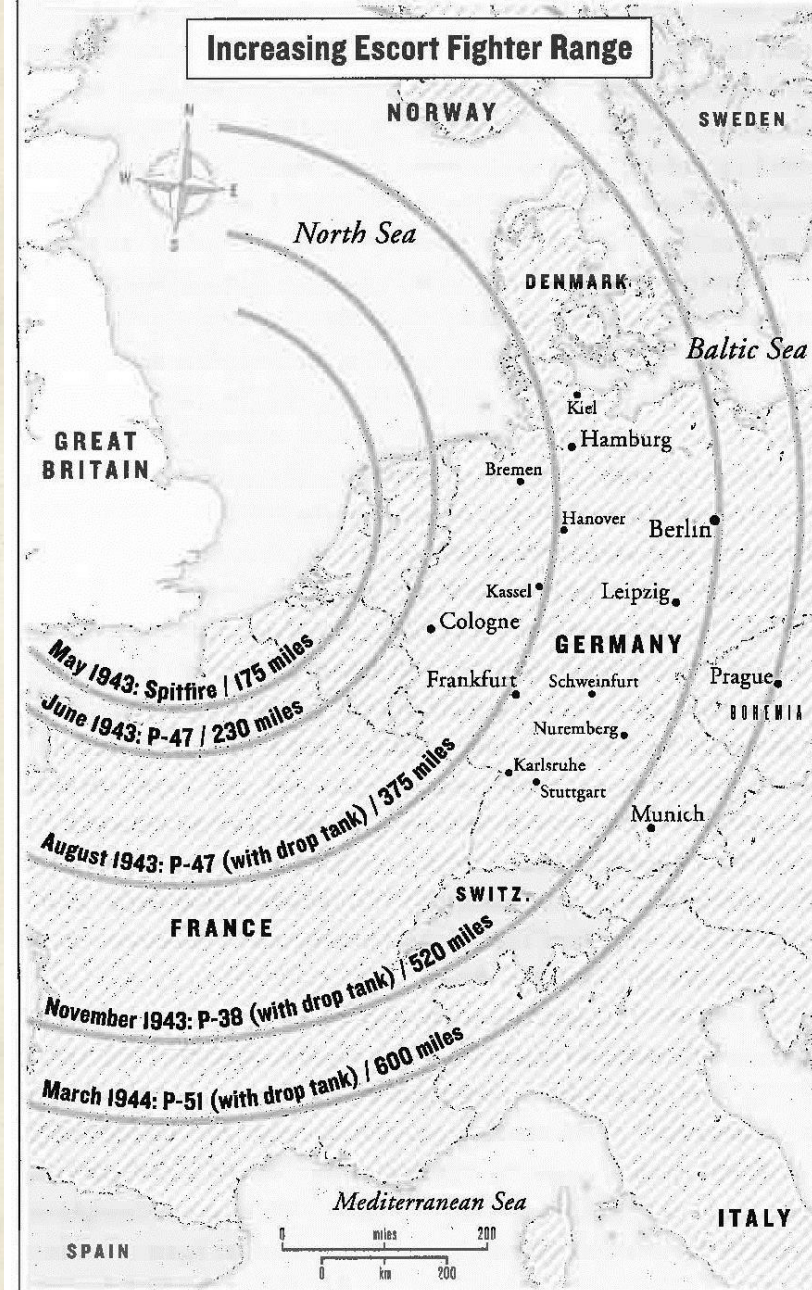 Increasing Escort Fighter Range
NORWAY
SWEDEN
N
W
E
S
North Sea
DENMARK
Baltic Sea
Kiel
GREAT
BRITAIN
Hamburg
Bremen
Hanover
Berlin
Kassel
Leipzig
Cologne
GERMANY
May 1943: Spitfire / 175 miles
Frankfurt
Schweinfurt
Prague
June 1943: P-47 / 230 miles
BOHEMIA
Nuremberg
August 1943: P-47 (with drop tank) / 375 miles
Karlsruhe
Stuttgart
Munich
SWITZ.
FRANCE
November 1943: P-38 (with drop tank) / 520 miles
March 1944: P-51 (with drop tank) / 600 miles
Mediterranean Sea
ITALY
0 miles 200
SPAIN
0 km 200